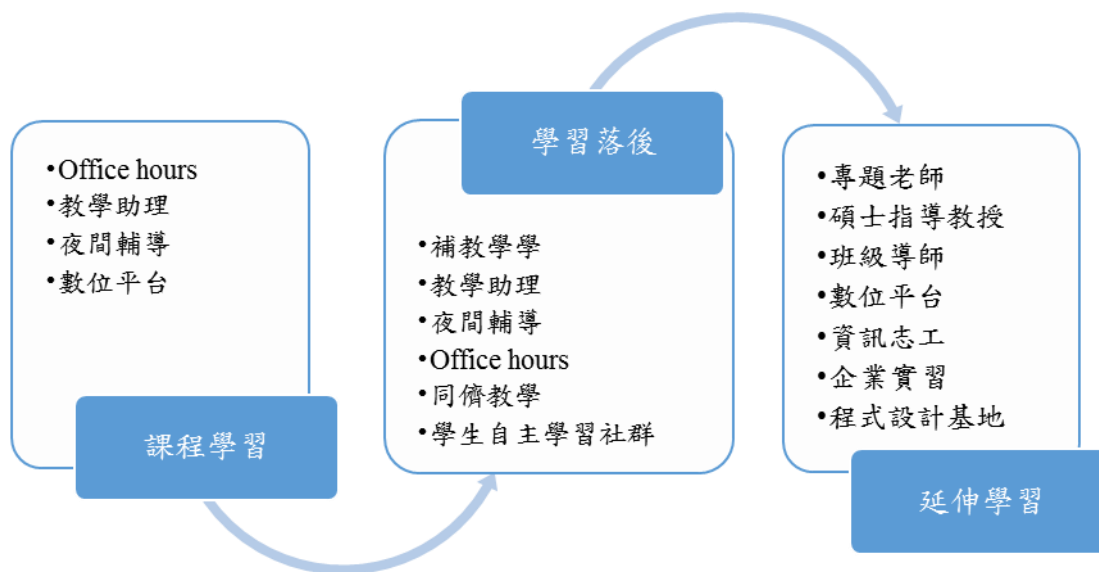 •Office hours
•教學助理
•夜間輔導
•數位平台
課程學習
學習落後
•補教學學
•教學助理
•夜間輔導
•Office hours
•同儕教學
•學生自主學習社群
•專題老師
•碩士指導教授
•班級導師
•數位平台
•資訊志工
•企業實習
•程式設計基地
延伸學習